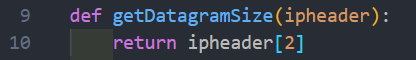 9 def getDatagramSize(ipheader):
10 return ipheader[2]